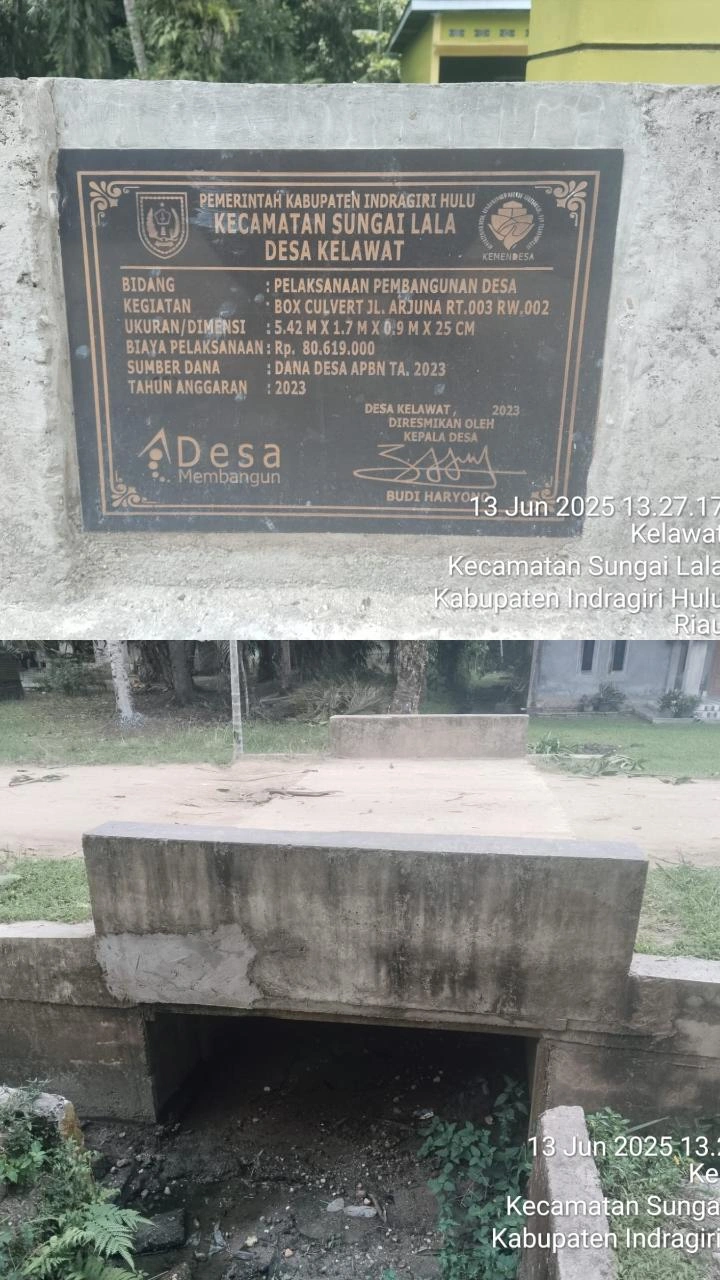 PEMERINTAH KABUPATEN INDRAGIRI HULU
KECAMATAN SUNGAI LALA
DESA KELAWAT
KEMENDESA
BIDANG : PELAKSANAAN PEMBANGUNAN DESA
KEGIATAN : BOX CULVERT JL. ARJUNA RT.003 RW.002
UKURAN/DIMENSI : 5.42 M X 1.7 M X 0.9 M X 25 CM
BIAYA PELAKSANAAN : Rp. 80.619.000
SUMBER DANA : DANA DESA APBN TA. 2023
TAHUN ANGGARAN : 2023
DESA KELAWAT, 2023
DIRESMIKAN OLEH
KEPALA DESA
Desa
Membangun
BUDI HARYONO
13 Jun 2025 13.27.17
Kelawat
Kecamatan Sungai Lala
Kabupaten Indragiri Hulu
Riau
13 Jun 2025 13.2
Ke
Kecamatan Sunga
Kabupaten Indragiri